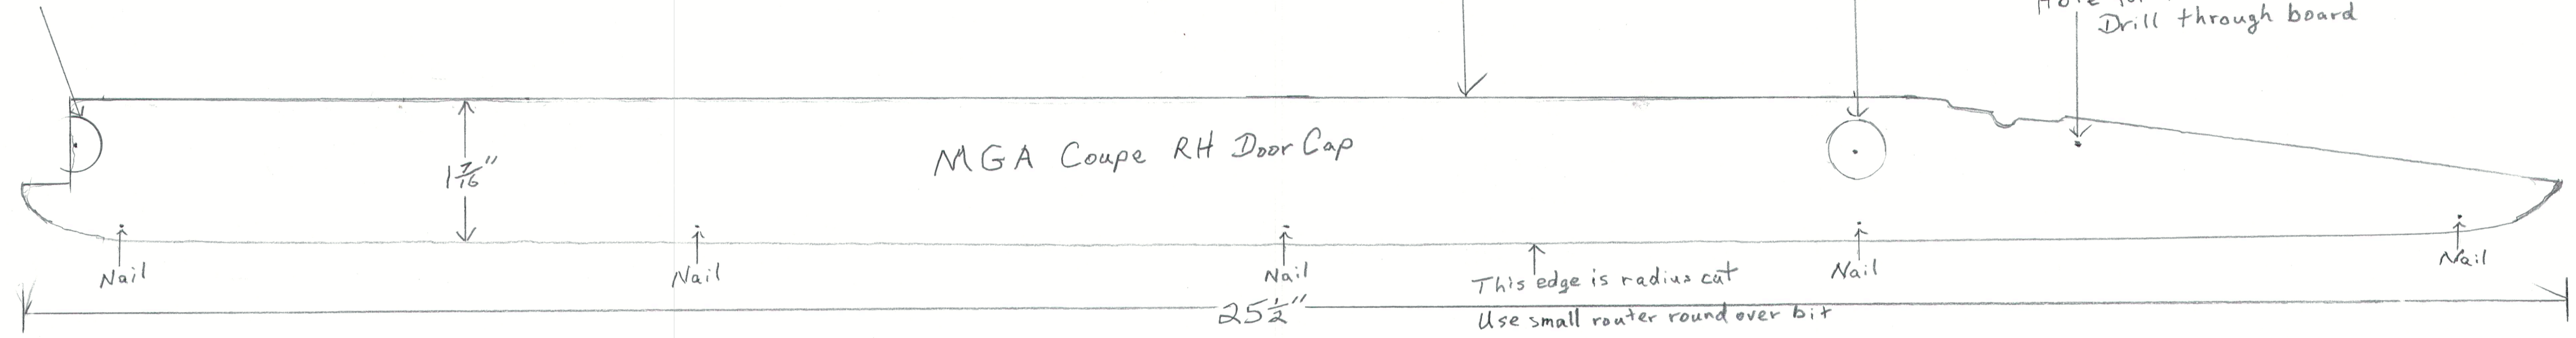 Drill through board
MGA Coupe RH Door Cap
1 7/16"
Nail
Nail
Nail
Nail
Nail
This edge is radius cut
Use small router round over bit
25 1/2"